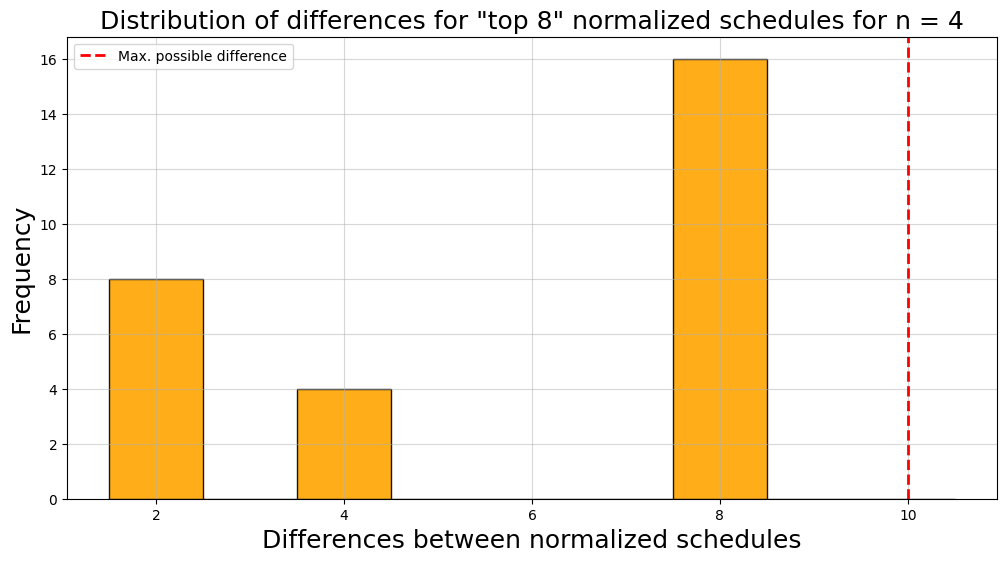 Distribution of differences for "top 8" normalized schedules for n = 4
Max. possible difference
Frequency
16
14
12
10
8
6
4
2
0
2 4 6 8 10
Differences between normalized schedules